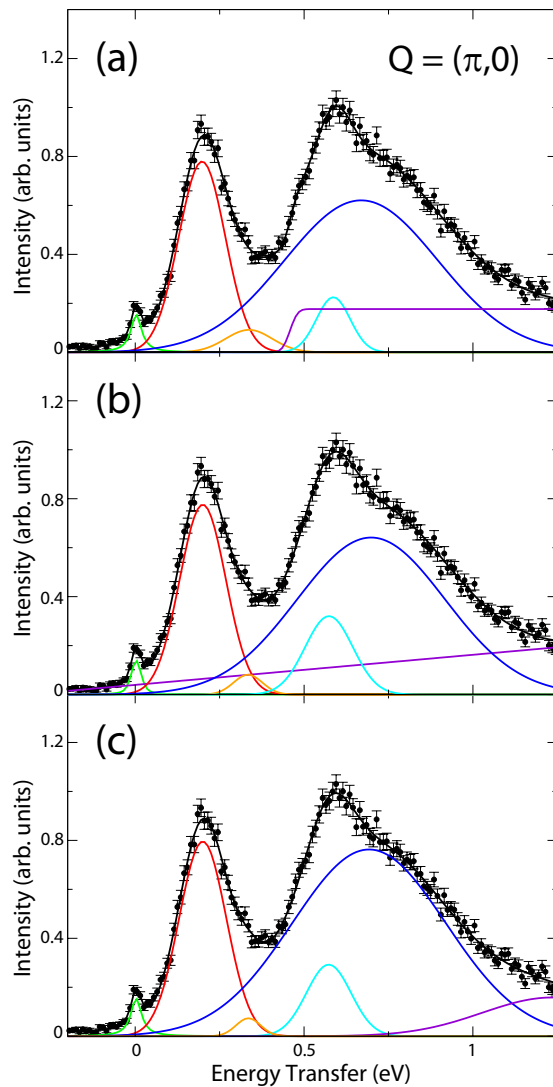 (a)
Q = (π,0)
Intensity (arb. units)
1.2
0.8
0.4
0
(b)
Intensity (arb. units)
1.2
0.8
0.4
0
(c)
Intensity (arb. units)
1.2
0.8
0.4
0
0
0.5
1
Energy Transfer (eV)